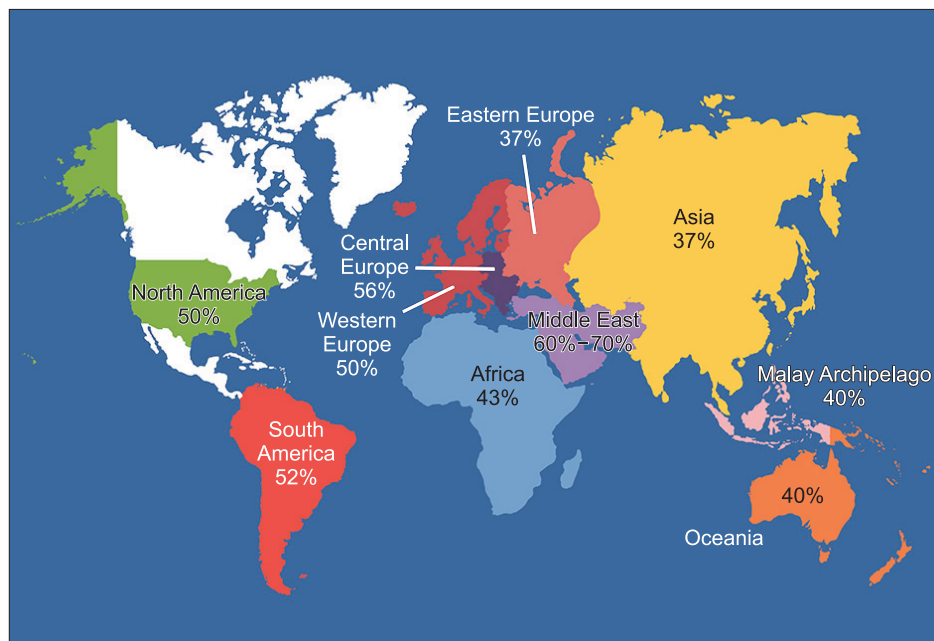 Eastern Europe
37%
Asia
37%
Central
Europe
56%
North America
50%
Western
Europe
50%
Middle East
60%–70%
Africa
43%
Malay Archipelago
40%
South
America
52%
40%
Oceania